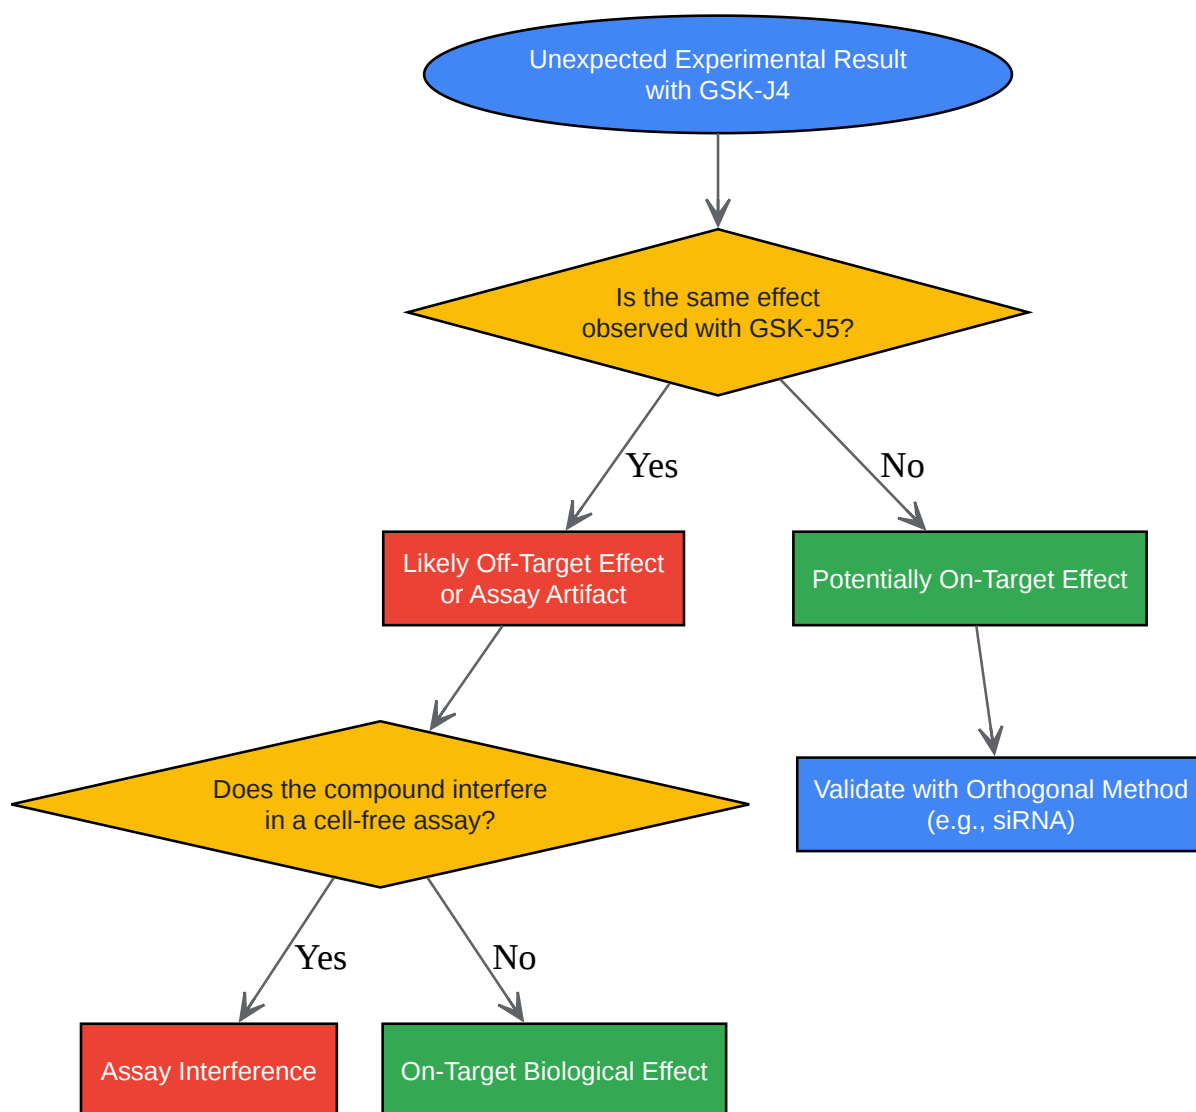 Unexpected Experimental Result
with GSK-J4
Is the same effect
observed with GSK-J5?
Yes
No
Likely Off-Target Effect
or Assay Artifact
Potentially On-Target Effect
Does the compound interfere
in a cell-free assay?
Validate with Orthogonal Method
(e.g., siRNA)
Yes
No
Assay Interference
On-Target Biological Effect